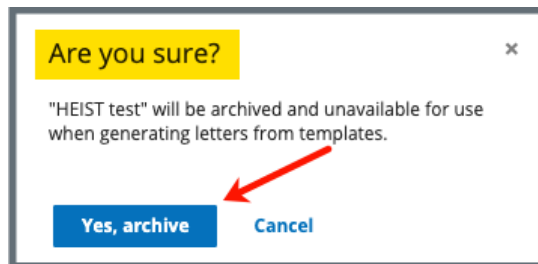 Are you sure?
×
"HEIST test" will be archived and unavailable for use
when generating letters from templates.
Yes, archive
Cancel